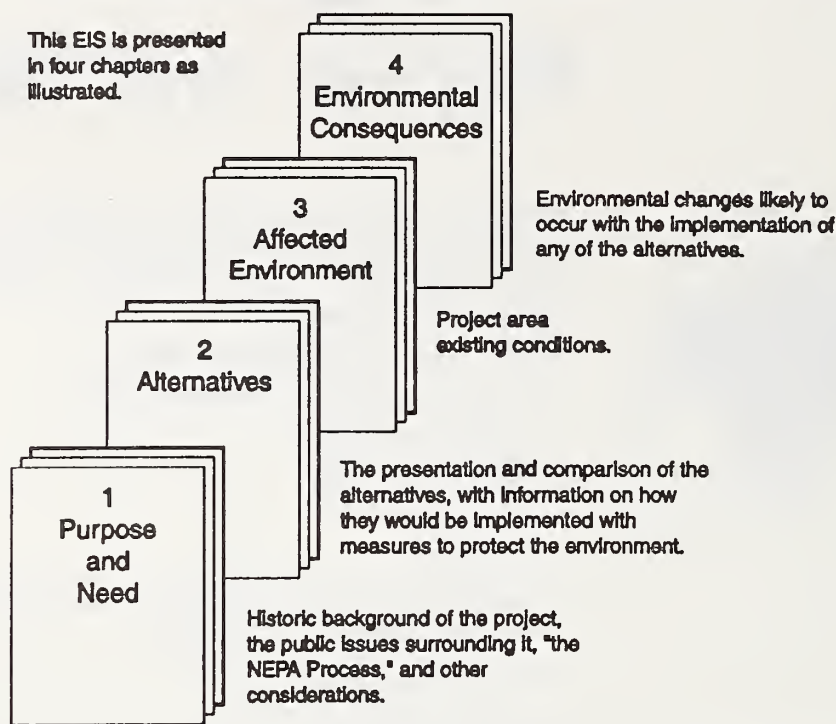 This EIS is presented
in four chapters as
illustrated.
4
Environmental
Consequences
Environmental changes likely to
occur with the implementation of
any of the alternatives.
3
Affected
Environment
Project area
existing conditions.
2
Alternatives
The presentation and comparison of the
alternatives, with information on how
they would be implemented with
measures to protect the environment.
1
Purpose
and
Need
Historic background of the project,
the public issues surrounding it, "the
NEPA Process," and other
considerations.